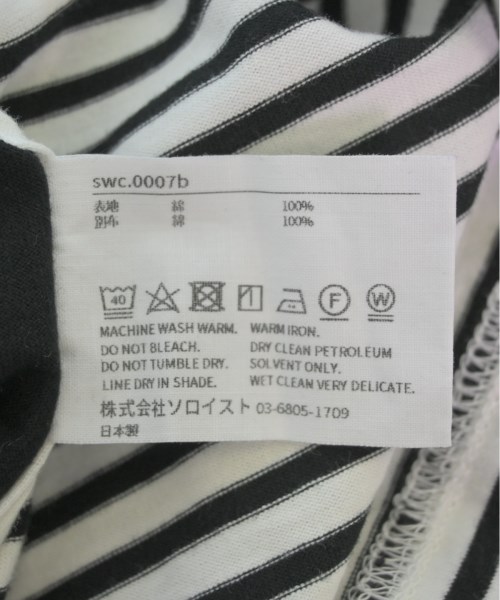 swc.0007b
表地 綿 100%
別布 綿 100%
40 F W
MACHINE WASH WARM. WARM IRON.
DO NOT BLEACH. DRY CLEAN PETROLEUM
DO NOT TUMBLE DRY. SOLVENT ONLY.
LINE DRY IN SHADE. WET CLEAN VERY DELICATE.
株式会社ソロイスト 03-6805-1709
日本製